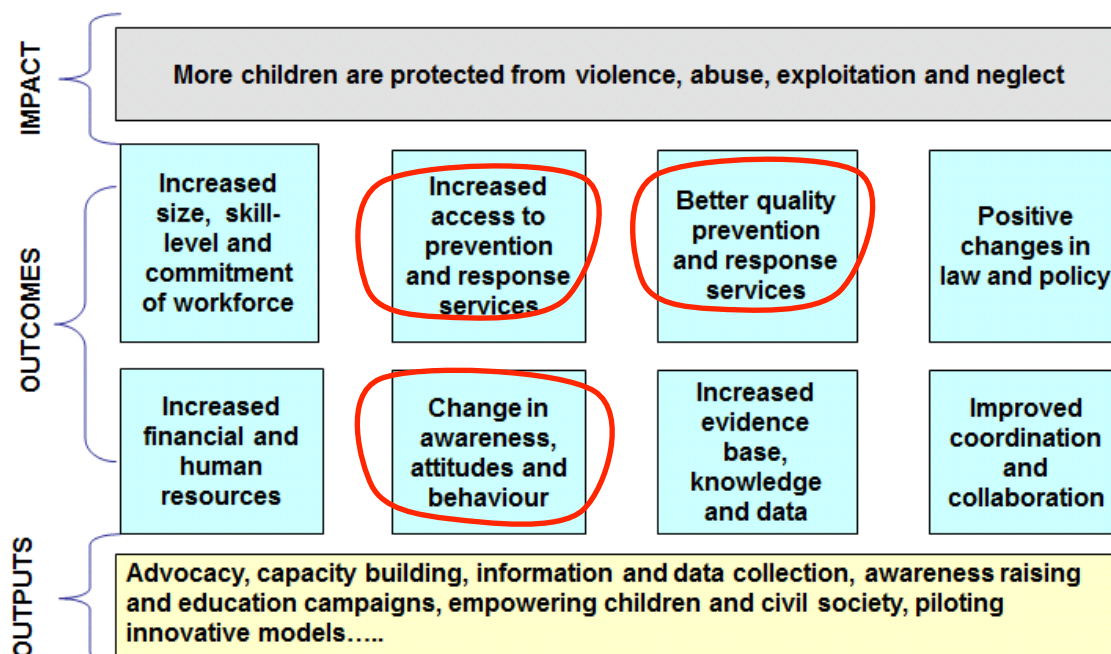 IMPACT
More children are protected from violence, abuse, exploitation and neglect
OUTCOMES
Increased
size, skill-
level and
commitment
of workforce
Increased
access to
prevention
and response
services
Better quality
prevention
and response
services
Positive
changes in
law and policy
Increased
financial and
human
resources
Change in
awareness,
attitudes and
behaviour
Increased
evidence
base,
knowledge
and data
Improved
coordination
and
collaboration
OUTPUTS
Advocacy, capacity building, information and data collection, awareness raising
and education campaigns, empowering children and civil society, piloting
innovative models…..